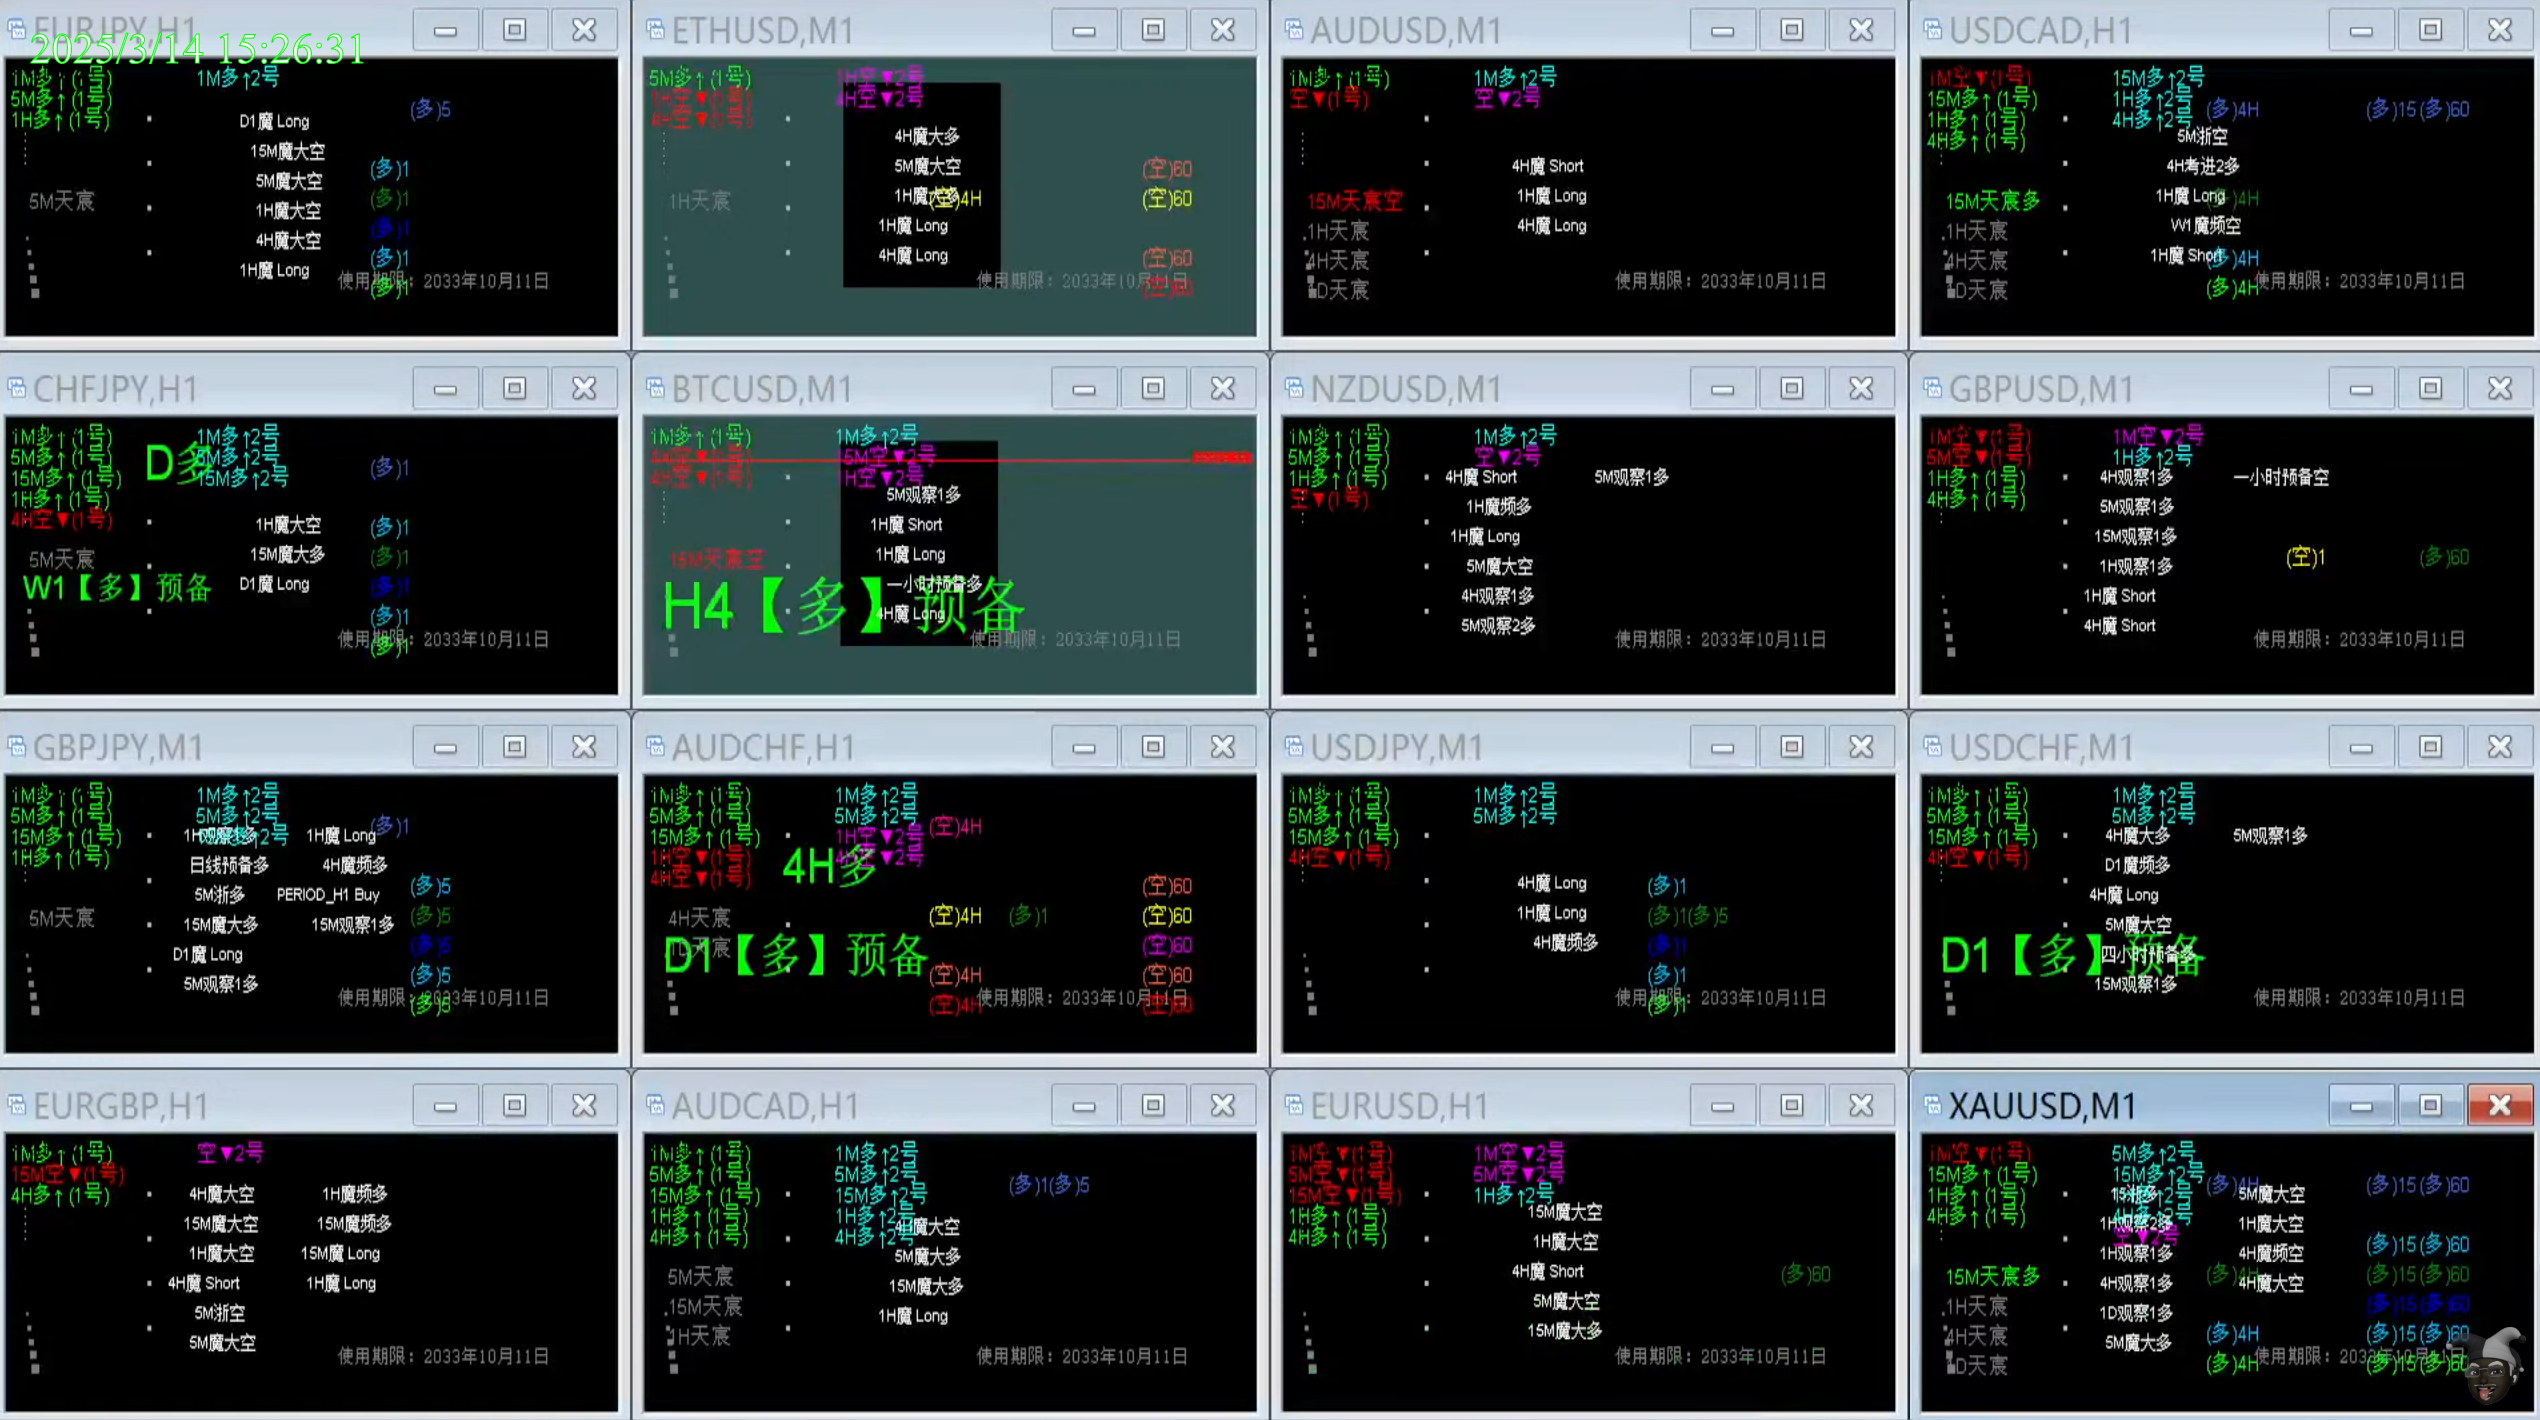 EURJPY,H1
2025/3/14 15:26:31
1M多↑(1号)
1M多↑2号
5M多↑(1号)
(多)5
1H多↑(1号)
D1魔 Long
15M魔大空
(多)1
5M魔大空
5M天宸
(多)1
1H魔大空
(多)1
4H魔大空
(多)1
1H魔 Long
使用期限：2033年10月11日
(多)1
ETHUSD,M1
5M多↑(1号)
1H空▼2号
1H空▼(1号)
4H空▼2号
4H空▼(1号)
4H魔大多
5M魔大空
(空)60
1H天宸
1H魔大多
(空)4H
(空)60
1H魔 Long
4H魔 Long
(空)60
使用期限：2033年10月11日
(空)60
AUDUSD,M1
1M多↑(1号)
1M多↑2号
空▼(1号)
空▼2号
4H魔 Short
15M天宸空
1H魔 Long
1H天宸
4H魔 Long
4H天宸
D天宸
使用期限：2033年10月11日
USDCAD,H1
1M空▼(1号)
15M多↑2号
15M多↑(1号)
1H多↑2号
(多)4H
(多)15(多)60
1H多↑(1号)
4H多↑2号
4H多↑(1号)
5M浙空
4H考进2多
15M天宸多
1H魔 Long
(多)4H
1H天宸
W1魔频空
4H天宸
1H魔 Short
(多)4H
D天宸
(多)4H
使用期限：2033年10月11日
CHFJPY,H1
1M多↑(1号)
1M多↑2号
5M多↑(1号)
D多
5M多↑2号
(多)1
15M多↑(1号)
15M多↑2号
1H多↑(1号)
4H空▼(1号)
1H魔大空
(多)1
5M天宸
15M魔大多
(多)1
W1【多】预备
D1魔 Long
(多)1
(多)1
使用期限：2033年10月11日
(多)1
BTCUSD,M1
1M多↑(1号)
1M多↑2号
15M空▼2号
4H空▼(1号)
1H空▼2号
5M观察1多
1H魔 Short
15M天宸空
1H魔 Long
一小时预备多
H4【多】预备
4H魔 Long
使用期限：2033年10月11日
NZDUSD,M1
1M多↑(1号)
1M多↑2号
5M多↑(1号)
空▼2号
1H多↑(1号)
4H魔 Short
5M观察1多
空▼(1号)
1H魔频多
1H魔 Long
5M魔大空
4H观察1多
5M观察2多
使用期限：2033年10月11日
GBPUSD,M1
1M空▼(1号)
1M空▼2号
5M空▼(1号)
1H多↑2号
1H多↑(1号)
4H观察1多
一小时预备空
4H多↑(1号)
5M观察1多
15M观察1多
1H观察1多
(空)1
(多)60
1H魔 Short
4H魔 Short
使用期限：2033年10月11日
GBPJPY,M1
1M多↑(1号)
1M多↑2号
5M多↑(1号)
5M多↑2号
(多)1
15M多↑(1号)
1H观察1多
1H魔 Long
1H多↑(1号)
日线预备多
4H魔频多
(多)5
5M浙多
PERIOD_H1 Buy
5M天宸
15M魔大多
15M观察1多
(多)5
D1魔 Long
(多)5
5M观察1多
(多)5
使用期限：2033年10月11日
(多)5
AUDCHF,H1
1M多↑(1号)
1M多↑2号
5M多↑(1号)
5M多↑2号
15M多↑(1号)
1H空▼2号
(空)4H
1H空▼(1号)
4H多
4H空▼2号
4H空▼(1号)
(空)60
4H天宸
(空)4H
(多)1
(空)60
D1【多】预备
(空)60
(空)4H
(空)60
(空)4H
使用期限：2033年10月11日
(空)60
USDJPY,M1
1M多↑(1号)
1M多↑2号
5M多↑(1号)
5M多↑2号
15M多↑(1号)
4H空▼(1号)
4H魔 Long
(多)1
1H魔 Long
(多)1(多)5
4H魔频多
(多)1
(多)1
使用期限：2033年10月11日
(多)1
USDCHF,M1
1M多↑(1号)
1M多↑2号
5M多↑(1号)
5M多↑2号
15M多↑(1号)
4H魔大多
5M观察1多
4H空▼(1号)
D1魔频多
4H魔 Long
5M魔大空
D1【多】预备
四小时预备多
15M观察1多
使用期限：2033年10月11日
EURGBP,H1
1M多↑(1号)
空▼2号
15M空▼(1号)
4H多↑(1号)
4H魔大空
1H魔频多
15M魔大空
15M魔频多
1H魔大空
15M魔 Long
4H魔 Short
1H魔 Long
5M浙空
5M魔大空
使用期限：2033年10月11日
AUDCAD,H1
1M多↑(1号)
1M多↑2号
5M多↑(1号)
5M多↑2号
(多)1(多)5
15M多↑(1号)
15M多↑2号
1H多↑(1号)
1H多↑2号
4H魔大空
4H多↑(1号)
4H多↑2号
5M魔大多
5M天宸
15M魔大多
15M天宸
1H魔 Long
1H天宸
使用期限：2033年10月11日
EURUSD,H1
1M空▼(1号)
1M空▼2号
5M空▼(1号)
5M空▼2号
15M空▼(1号)
1H多↑2号
1H多↑(1号)
15M魔大空
4H多↑(1号)
1H魔大空
4H魔 Short
(多)60
5M魔大空
15M魔大多
使用期限：2033年10月11日
XAUUSD,M1
1M空▼(1号)
5M多↑2号
15M多↑(1号)
15M多↑2号
(多)4H
(多)15(多)60
1H多↑(1号)
5M魔大空
4H多↑(1号)
1H观察2多
1H魔大空
空▼2号
(多)15(多)60
1H观察1多
4H魔频空
15M天宸多
4H观察1多
4H魔大空
(多)15(多)60
1H天宸
1D观察1多
(多)15(多)60
4H天宸
5M魔大多
(多)4H
(多)15(多)60
D天宸
(多)4H
(多)15(多)60